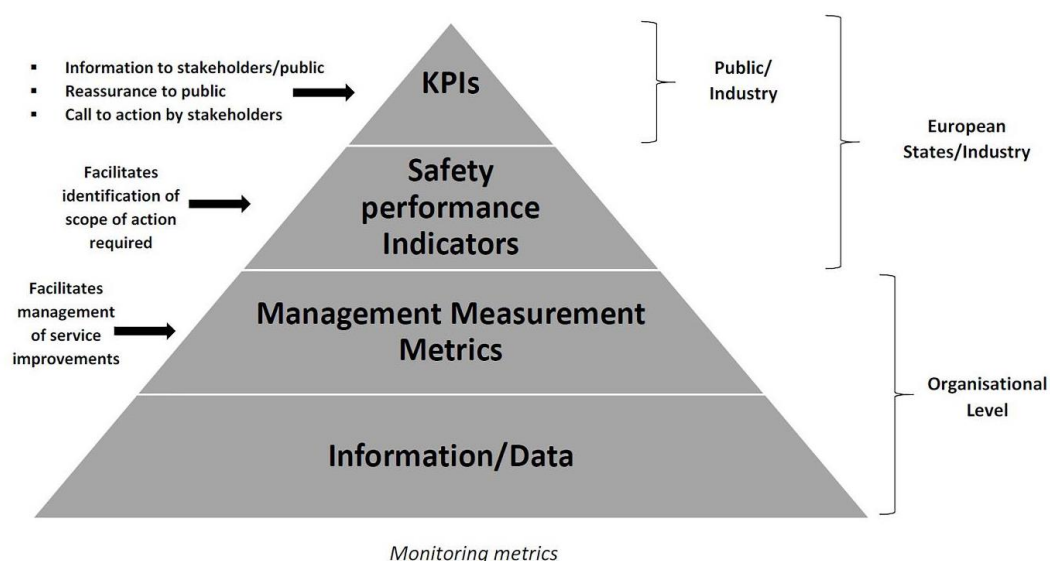 ▪ Information to stakeholders/public
▪ Reassurance to public
▪ Call to action by stakeholders
KPIs
Public/
Industry
European
States/Industry
Facilitates
identification of
scope of action
required
Safety
performance
Indicators
Facilitates
management
of service
improvements
Management Measurement
Metrics
Organisational
Level
Information/Data
Monitoring metrics